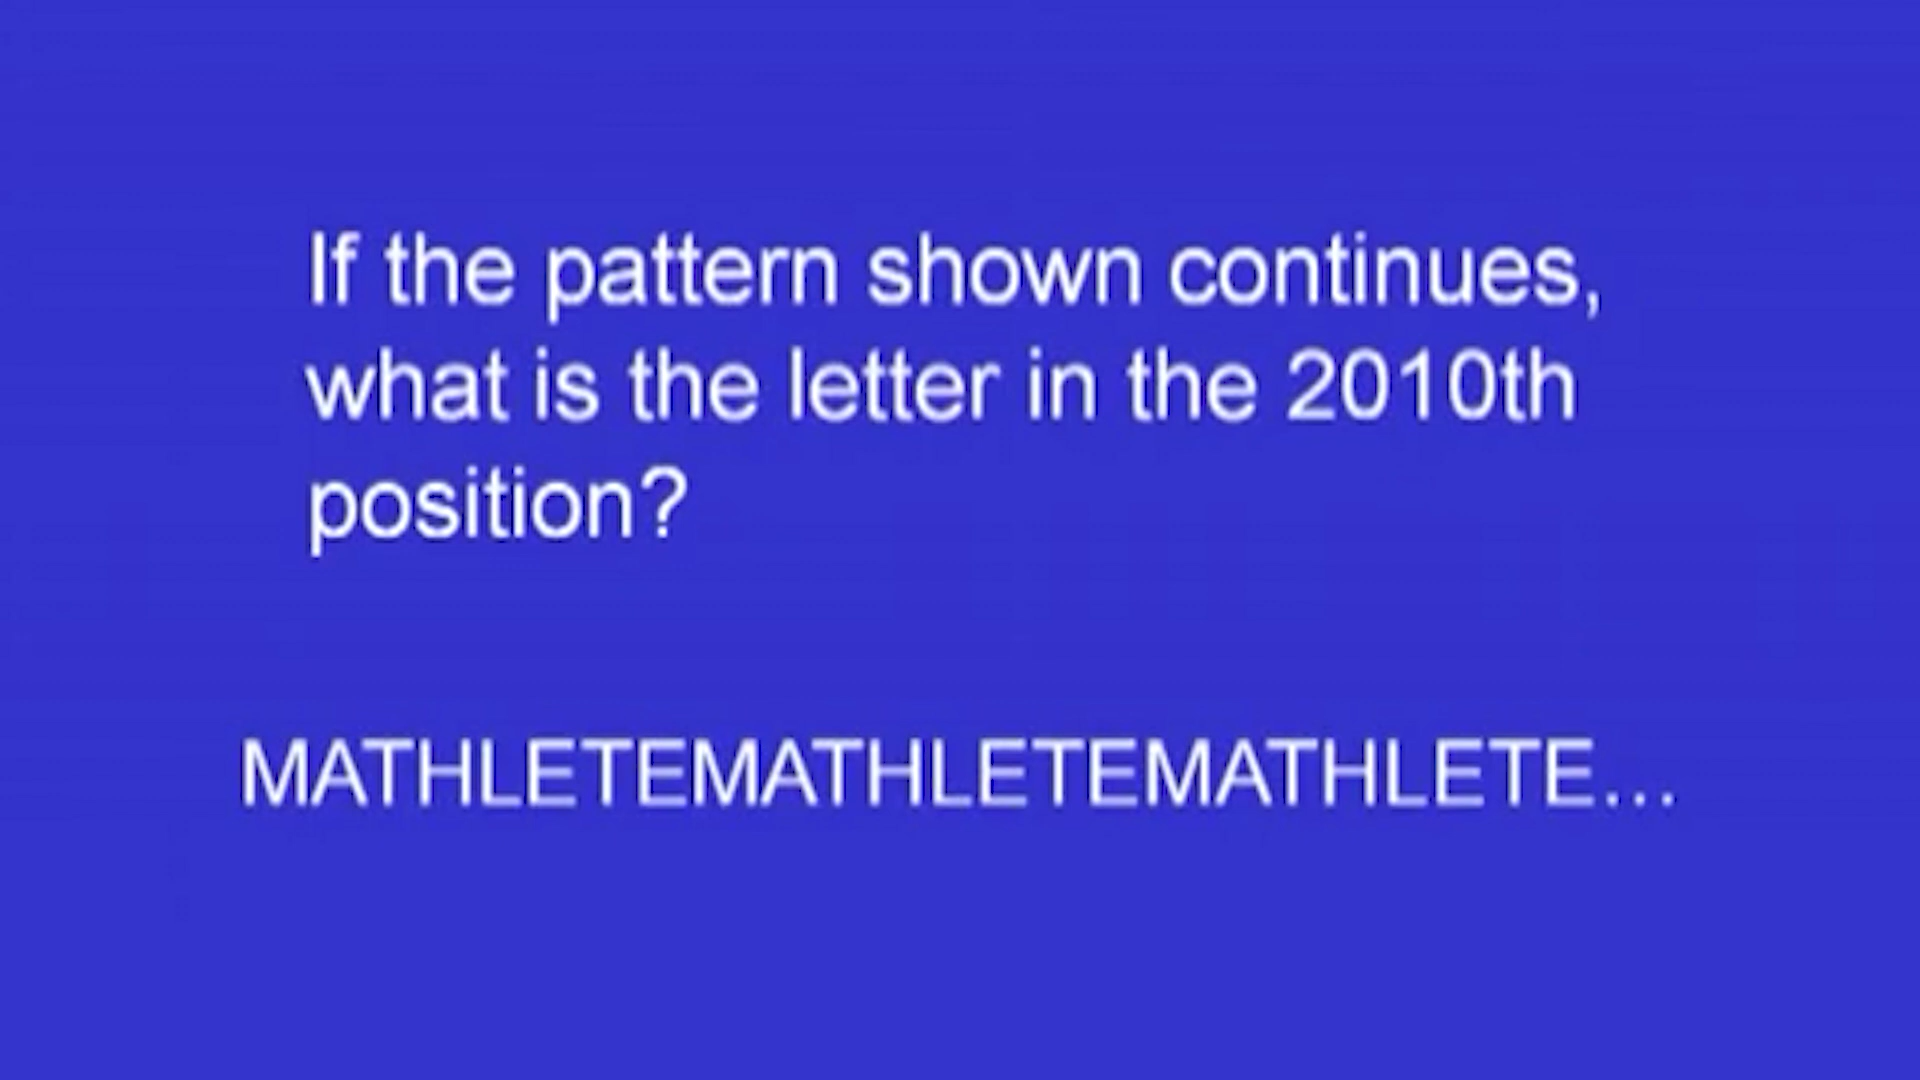 If the pattern shown continues,
what is the letter in the 2010th
position?
MATHLETEMATHLETEMATHLETE...